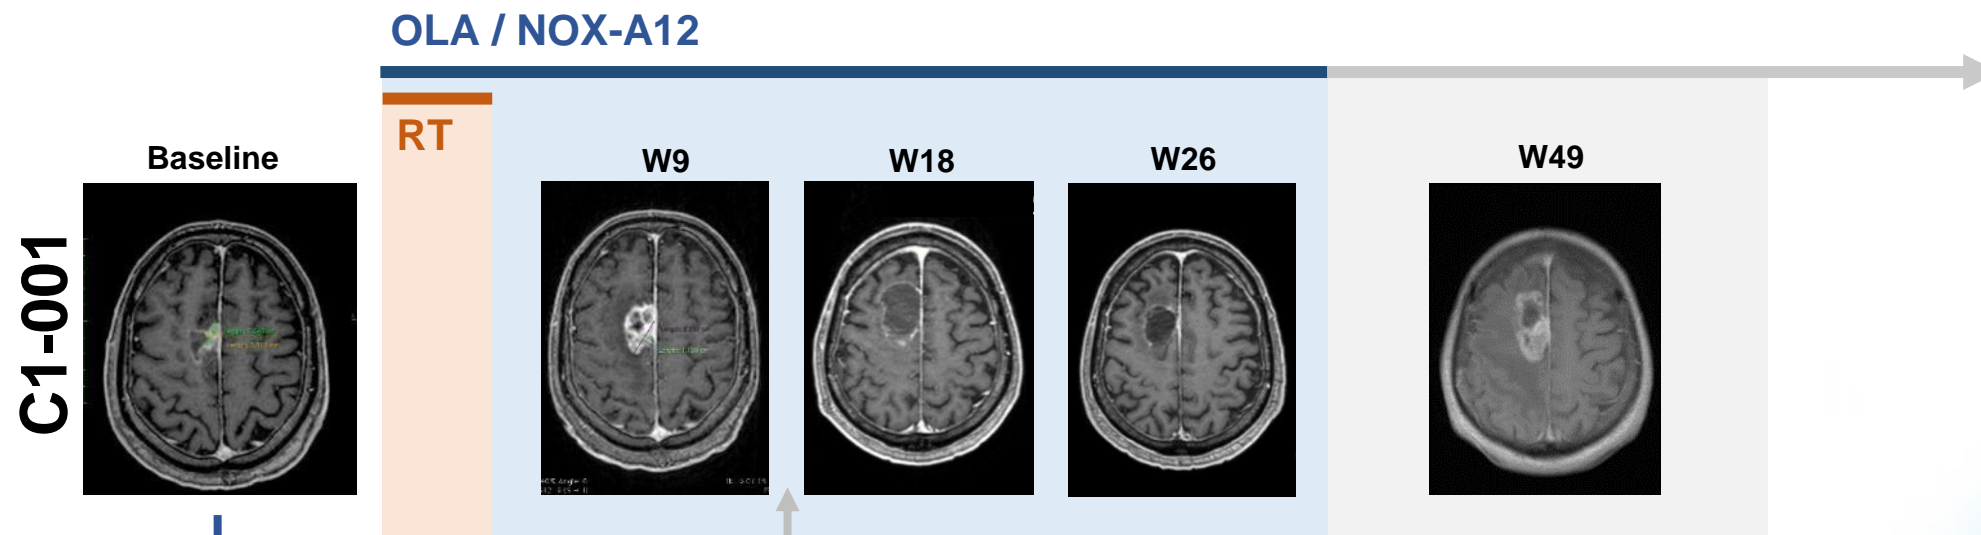 OLA / NOX-A12
RT
Baseline
W9
W18
W26
W49
C1-001